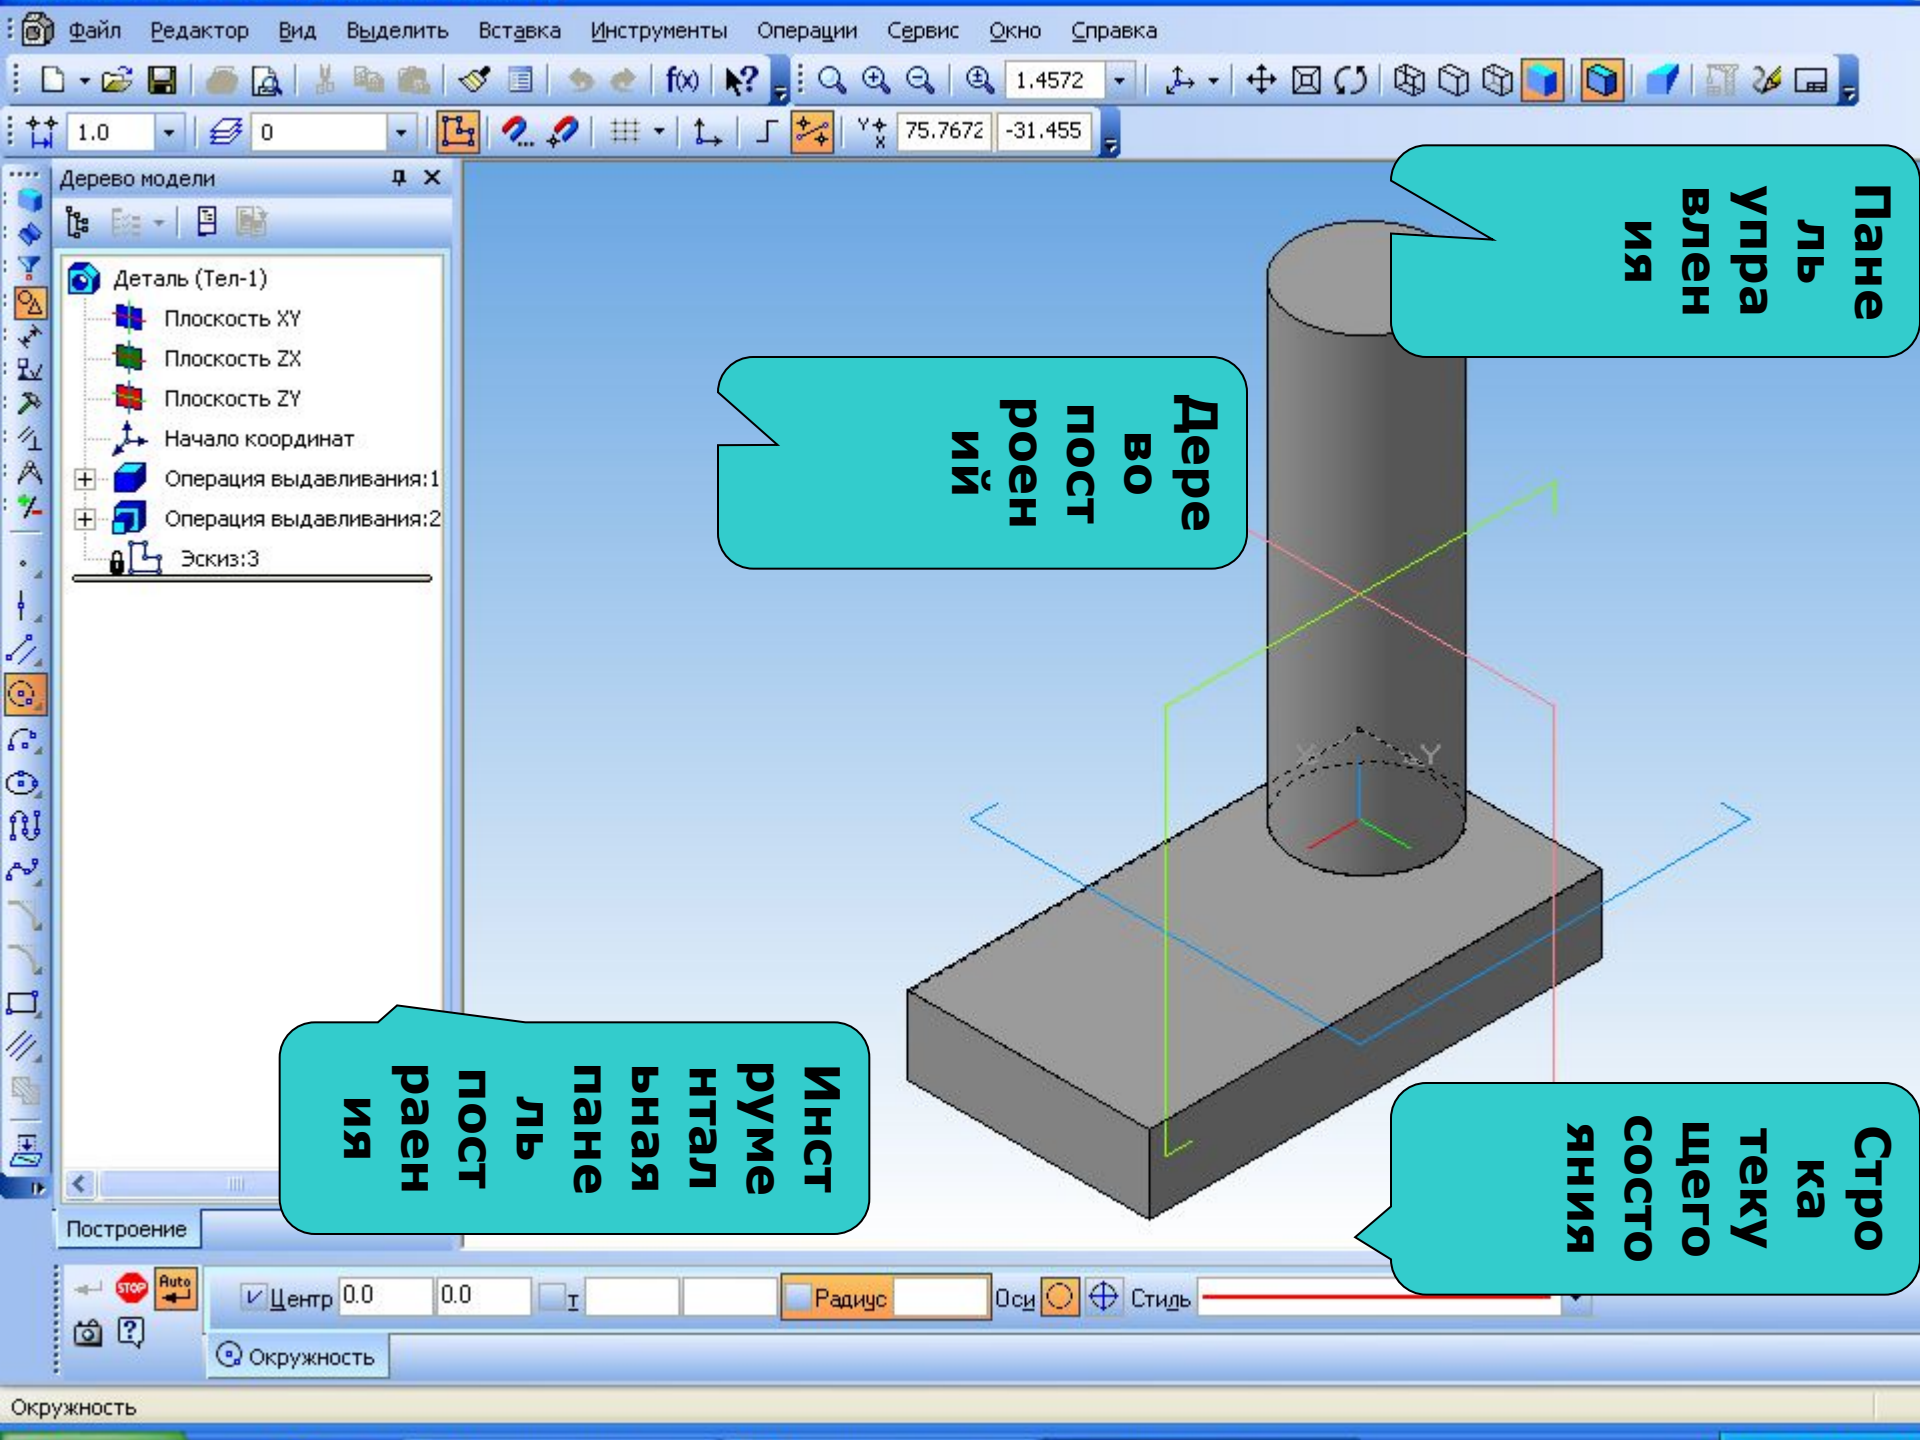 Файл Редактор Вид Выделить Вставка Инструменты Операции Сервис Окно Справка
f(x) ? 1.4572
1.0 0 75.7672 -31.455
Дерево модели
Деталь (Тел-1)
Плоскость XY
Плоскость ZX
Плоскость ZY
Начало координат
Операция выдавливания:1
Операция выдавливания:2
Эскиз:3
Построение
Пане
ль
упра
влен
ия
Дере
во
пост
роен
ий
X Y
Инст
руме
нтал
ьная
пане
ль
пост
раен
ия
Стро
ка
теку
щего
состо
яния
STOP Auto
Центр 0.0 0.0 т Радиус Оси Стиль
?
Окружность
Окружность